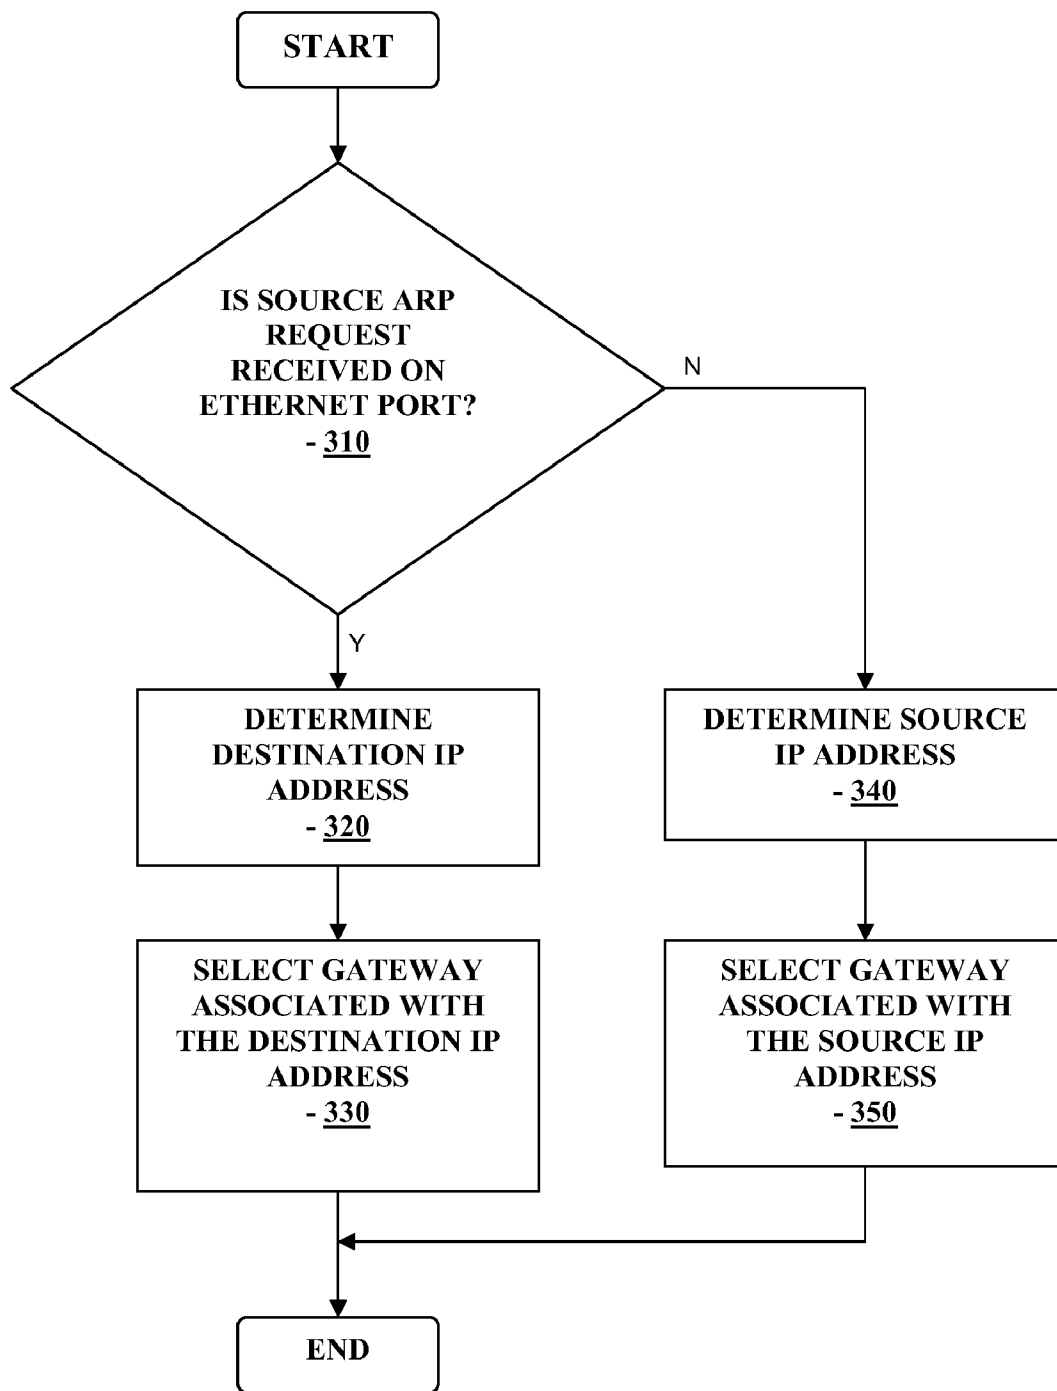 START
IS SOURCE ARP
REQUEST
RECEIVED ON
ETHERNET PORT?
- 310
N
Y
DETERMINE
DESTINATION IP
ADDRESS
- 320
DETERMINE SOURCE
IP ADDRESS
- 340
SELECT GATEWAY
ASSOCIATED WITH
THE DESTINATION IP
ADDRESS
- 330
SELECT GATEWAY
ASSOCIATED WITH
THE SOURCE IP
ADDRESS
- 350
END